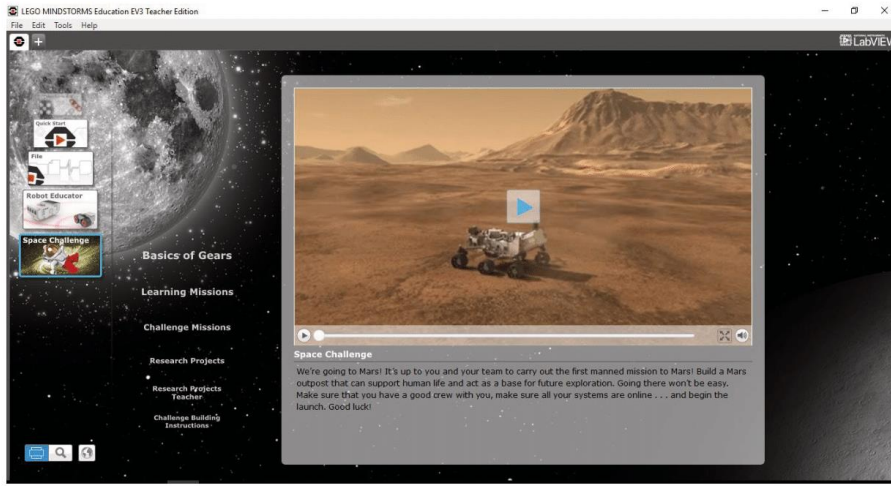 LEGO MINDSTORMS Education EV3 Teacher Edition
File Edit Tools Help
LabVIEW
Quick Start
File
Robot Educator
Space Challenge
Basics of Gears
Learning Missions
Challenge Missions
Research Projects
Research Projects
Teacher
Challenge Building
Instructions
Space Challenge
We're going to Mars! It's up to you and your team to carry out the first manned mission to Mars! Build a Mars
outpost that can support human life and act as a base for future exploration. Going there won't be easy.
Make sure that you have a good crew with you, make sure all your systems are online . . . and begin the
launch. Good luck!